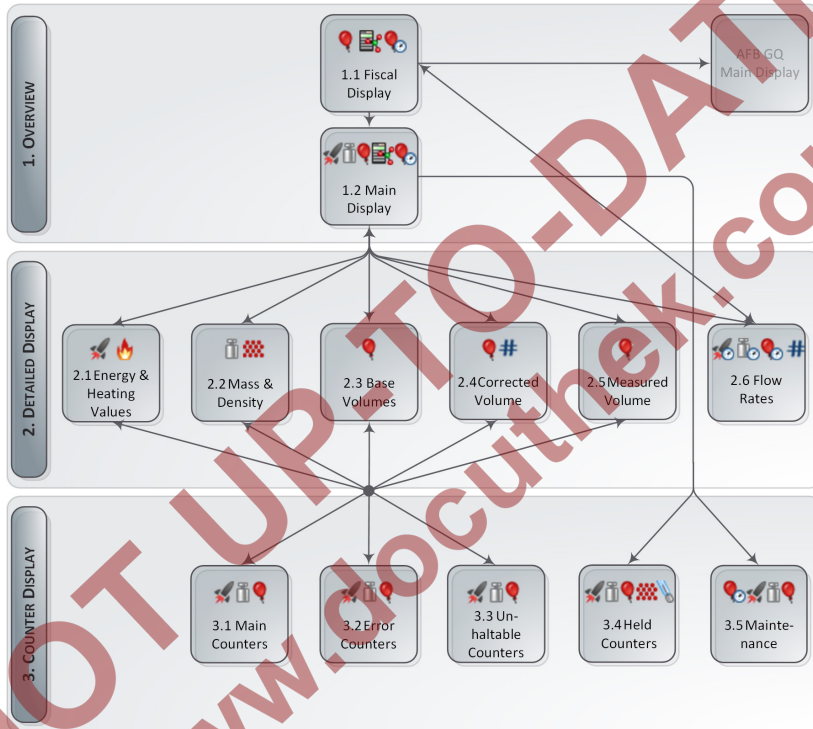 1. OVERVIEW
1.1 Fiscal
Display
AFB GQ
Main Display
1.2 Main
Display
2. DETAILED DISPLAY
2.1 Energy &
Heating
Values
2.2 Mass &
Density
2.3 Base
Volumes
2.4 Corrected
Volume
2.5 Measured
Volume
2.6 Flow
Rates
3. COUNTER DISPLAY
3.1 Main
Counters
3.2 Error
Counters
3.3 Un-
haltable
Counters
3.4 Held
Counters
3.5 Mainte-
nance
NOT UP-TO-DATE
www.docuthek.co